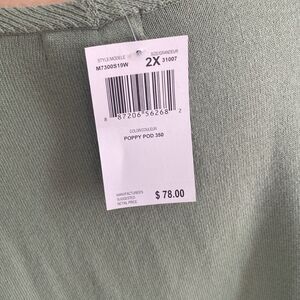 STYLE/MODELE
M7300S19W
SIZE/GRANDEUR
2X 31007
8 87206 56268 2
COLOR/COULEUR
POPPY POD 350
MANUFACTURER'S
SUGGESTED
RETAIL PRICE
$ 78.00